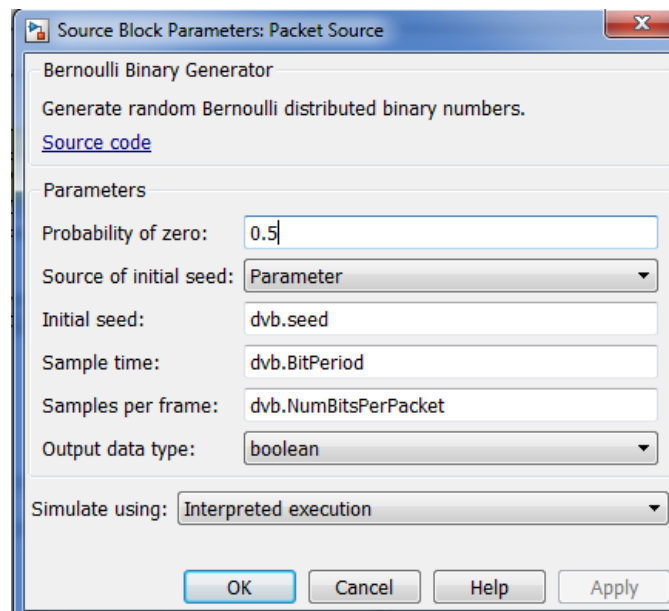 Source Block Parameters: Packet Source
Bernoulli Binary Generator
Generate random Bernoulli distributed binary numbers.
Source code
Parameters
Probability of zero: 0.5
Source of initial seed: Parameter
Initial seed: dvb.seed
Sample time: dvb.BitPeriod
Samples per frame: dvb.NumBitsPerPacket
Output data type: boolean
Simulate using: Interpreted execution
OK Cancel Help Apply